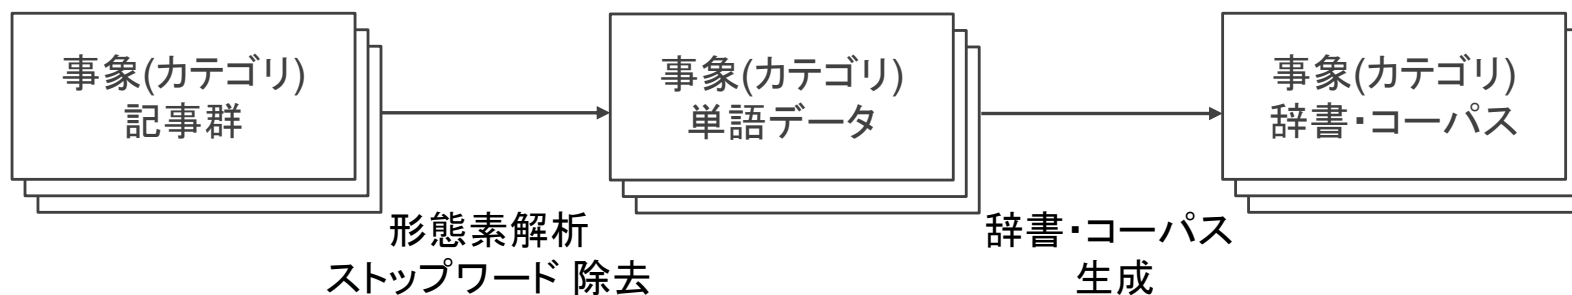 事象(カテゴリ)
記事群
形態素解析
ストップワード 除去
事象(カテゴリ)
単語データ
辞書・コーパス
生成
事象(カテゴリ)
辞書・コーパス